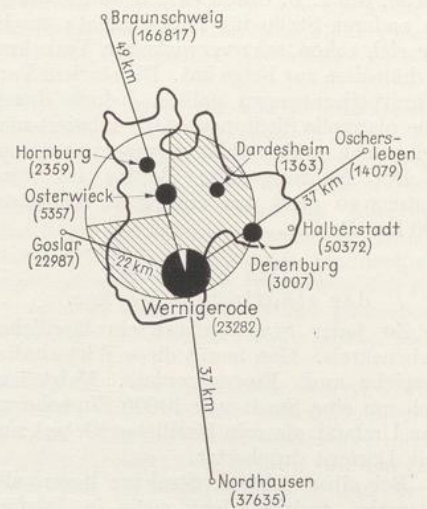 Braunschweig
(166817)
49 km
Hornburg
(2359)
Dardesheim
(1363)
Oschers-
leben
(14079)
Osterwieck
(5357)
37 km
Goslar
(22987)
Halberstadt
(50372)
22 km
Derenburg
(3007)
Wernigerode
(23282)
37 km
Nordhausen
(37635)